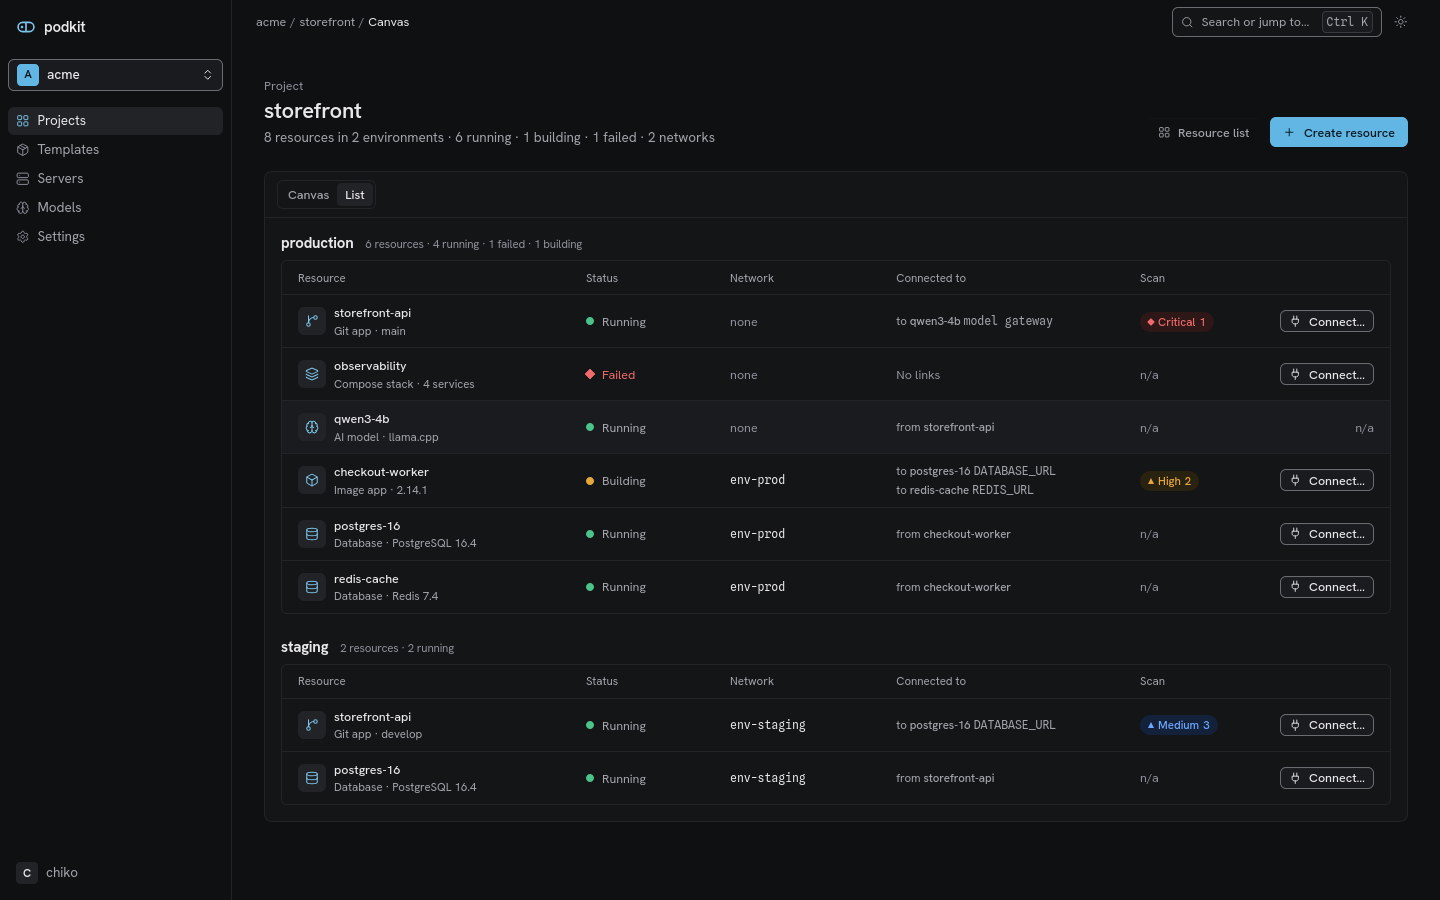 podkit
acme / storefront / Canvas
Search or jump to... Ctrl K
A acme
Projects
Templates
Servers
Models
Settings
Project
storefront
8 resources in 2 environments · 6 running · 1 building · 1 failed · 2 networks
Resource list
Create resource
Canvas List
production 6 resources · 4 running · 1 failed · 1 building
Resource Status Network Connected to Scan
storefront-api
Git app · main
Running none to qwen3-4b model gateway Critical 1 Connect...
observability
Compose stack · 4 services
Failed none No links n/a Connect...
qwen3-4b
AI model · llama.cpp
Running none from storefront-api n/a n/a
checkout-worker
Image app · 2.14.1
Building env-prod
to postgres-16 DATABASE_URL
to redis-cache REDIS_URL
High 2 Connect...
postgres-16
Database · PostgreSQL 16.4
Running env-prod from checkout-worker n/a Connect...
redis-cache
Database · Redis 7.4
Running env-prod from checkout-worker n/a Connect...
staging 2 resources · 2 running
Resource Status Network Connected to Scan
storefront-api
Git app · develop
Running env-staging to postgres-16 DATABASE_URL Medium 3 Connect...
postgres-16
Database · PostgreSQL 16.4
Running env-staging from storefront-api n/a Connect...
C chiko